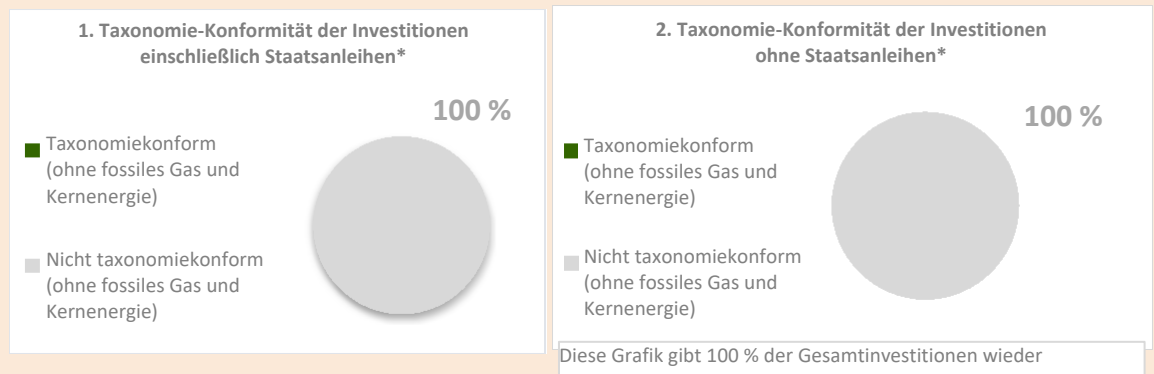 1. Taxonomie-Konformität der Investitionen
einschließlich Staatsanleihen*
100 %
Taxonomiekonform
(ohne fossiles Gas und
Kernenergie)
Nicht taxonomiekonform
(ohne fossiles Gas und
Kernenergie)
2. Taxonomie-Konformität der Investitionen
ohne Staatsanleihen*
100 %
Taxonomiekonform
(ohne fossiles Gas und
Kernenergie)
Nicht taxonomiekonform
(ohne fossiles Gas und
Kernenergie)
Diese Grafik gibt 100 % der Gesamtinvestitionen wieder